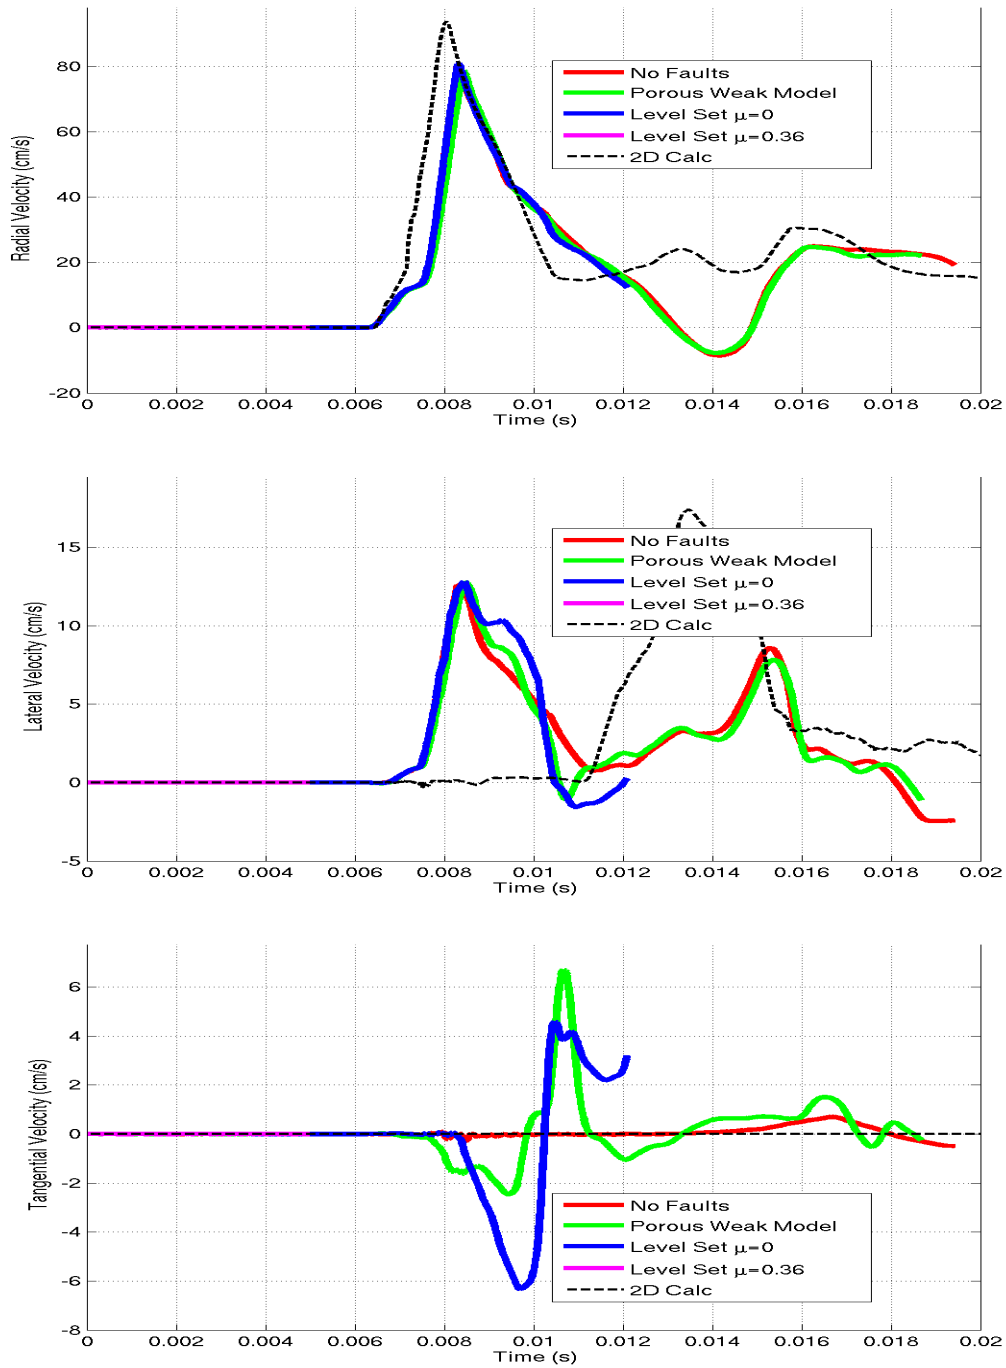 80
60
40
20
0
-20
Radial Velocity (cm/s)
No Faults
Porous Weak Model
Level Set μ=0
Level Set μ=0.36
2D Calc
0 0.002 0.004 0.006 0.008 0.01 0.012 0.014 0.016 0.018 0.02
Time (s)
15
10
5
0
-5
Lateral Velocity (cm/s)
No Faults
Porous Weak Model
Level Set μ=0
Level Set μ=0.36
2D Calc
0 0.002 0.004 0.006 0.008 0.01 0.012 0.014 0.016 0.018 0.02
Time (s)
6
4
2
0
-2
-4
-6
-8
Tangential Velocity (cm/s)
No Faults
Porous Weak Model
Level Set μ=0
Level Set μ=0.36
2D Calc
0 0.002 0.004 0.006 0.008 0.01 0.012 0.014 0.016 0.018 0.02
Time (s)